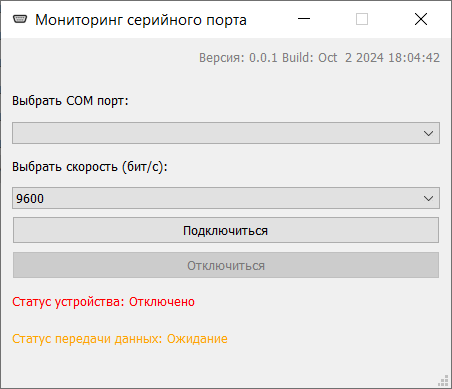 Мониторинг серийного порта
Версия: 0.0.1 Build: Oct  2 2024 18:04:42
Выбрать COM порт:
Выбрать скорость (бит/с):
9600
Подключиться
Отключиться
Статус устройства: Отключено
Статус передачи данных: Ожидание